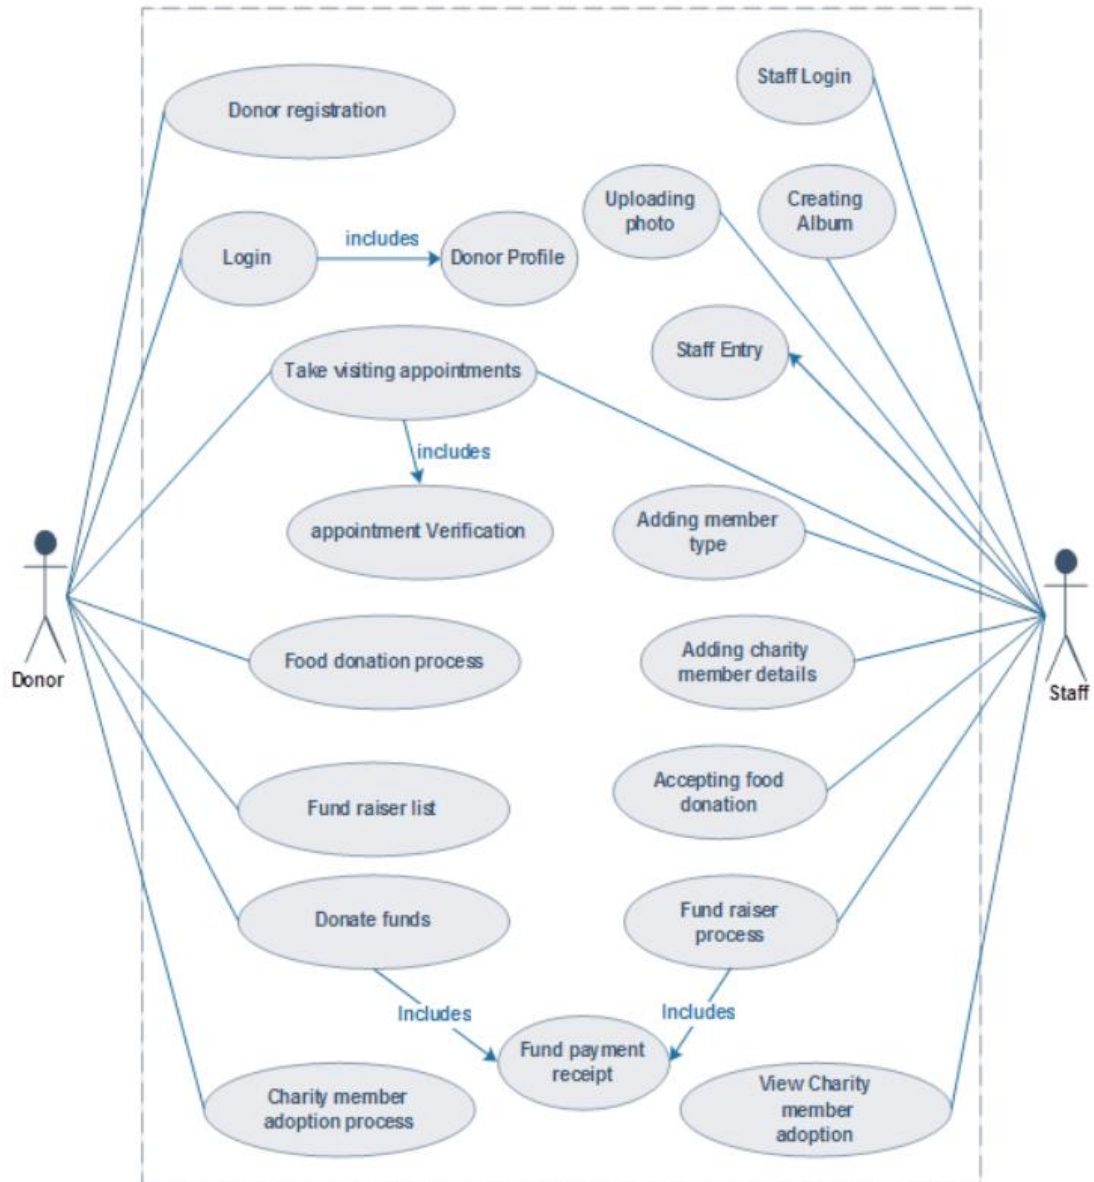 Staff Login
Donor registration
Uploading
photo
Creating
Album
Login
includes
Donor Profile
Staff Entry
Take visiting appointments
includes
appointment Verification
Adding member
type
Donor
Food donation process
Adding charity
member details
Staff
Fund raiser list
Accepting food
donation
Donate funds
Fund raiser
process
Includes
Includes
Fund payment
receipt
Charity member
adoption process
View Charity
member
adoption